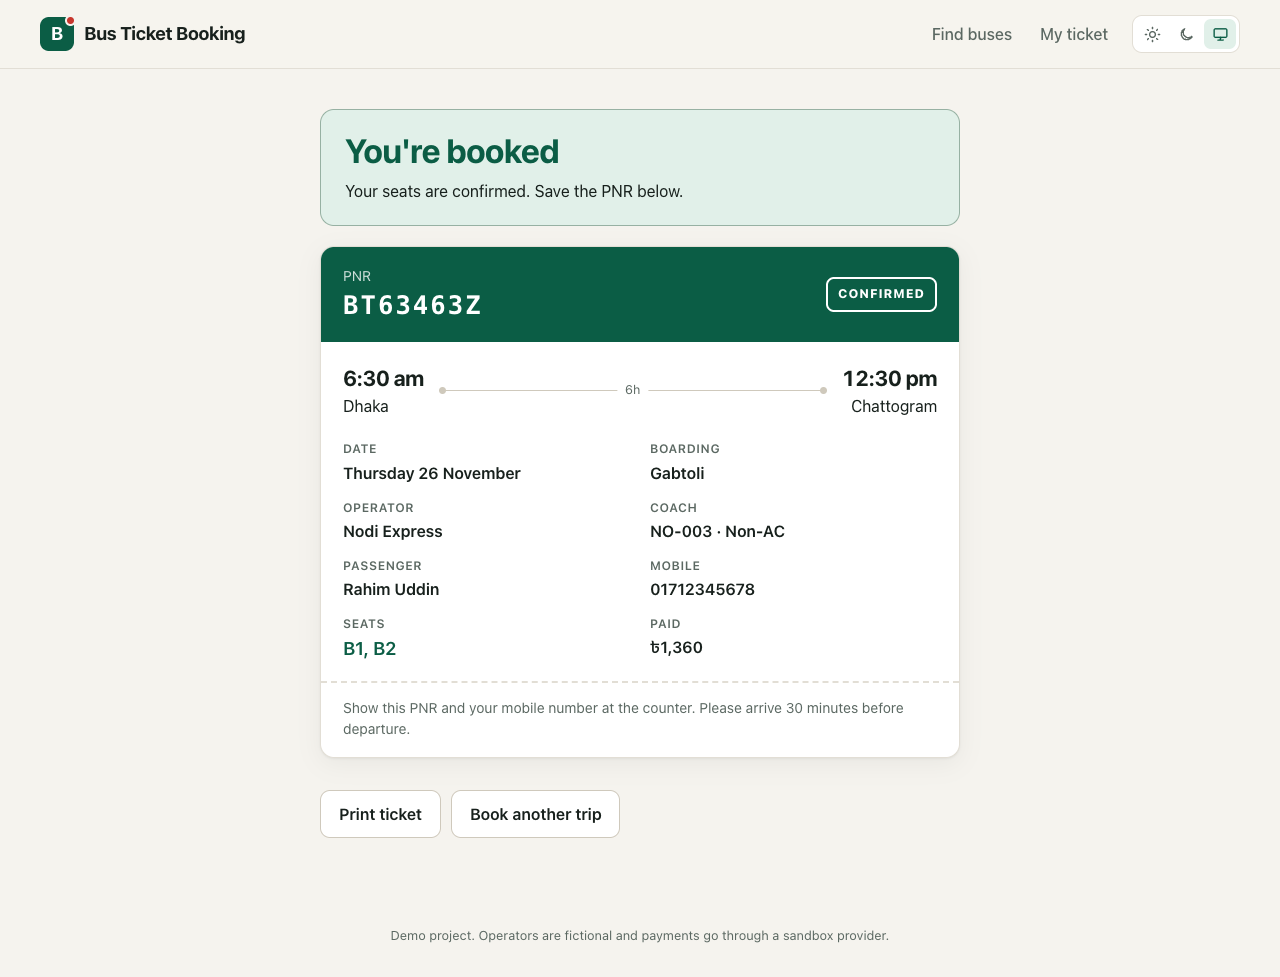 B Bus Ticket Booking
Find buses
My ticket
You're booked
Your seats are confirmed. Save the PNR below.
PNR
BT63463Z
CONFIRMED
6:30 am
6h
12:30 pm
Dhaka
Chattogram
DATE
BOARDING
Thursday 26 November
Gabtoli
OPERATOR
COACH
Nodi Express
NO-003 · Non-AC
PASSENGER
MOBILE
Rahim Uddin
01712345678
SEATS
PAID
B1, B2
৳1,360
Show this PNR and your mobile number at the counter. Please arrive 30 minutes before
departure.
Print ticket
Book another trip
Demo project. Operators are fictional and payments go through a sandbox provider.